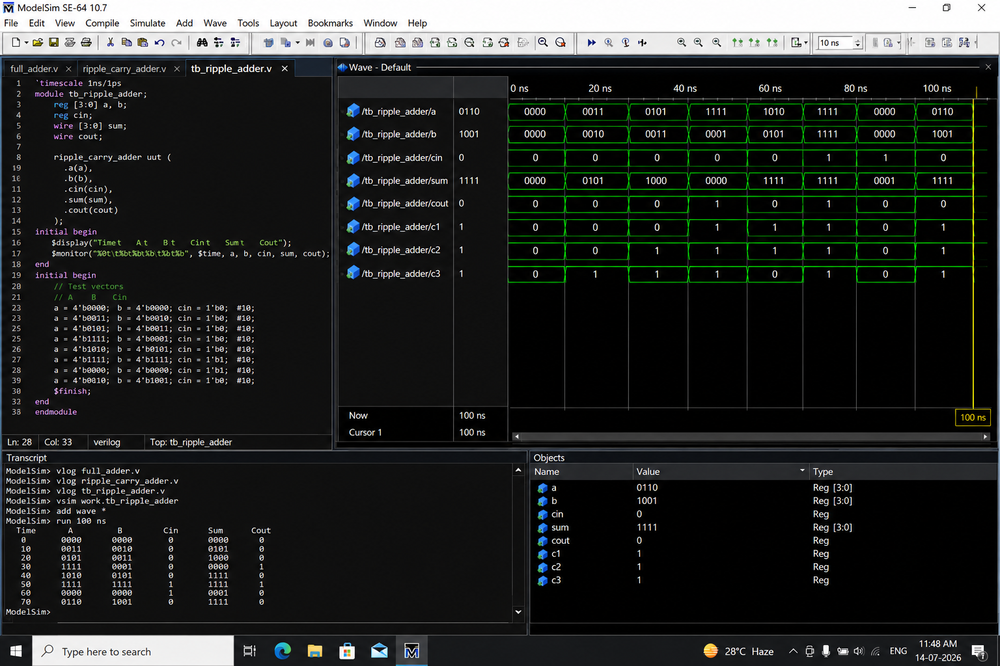 ModelSim SE-64 10.7
File Edit View Compile Simulate Add Wave Tools Layout Bookmarks Window Help
10 ns
full_adder.v ripple_carry_adder.v tb_ripple_adder.v
1 `timescale 1ns/1ps
2 module tb_ripple_adder;
3 reg [3:0] a, b;
4 reg cin;
5 wire [3:0] sum;
6 wire cout;
7
8 ripple_carry_adder uut (
19 .a(a),
10 .b(b),
11 .cin(cin),
12 .sum(sum),
13 .cout(cout)
14 );
15 initial begin
16 $display("Time t A t B t Cin t Sum t Cout");
17 $monitor("%0t\t%bt%bt%b\t%bt%b", $time, a, b, cin, sum, cout);
18 end
19 initial begin
20 // Test vectors
21 // A B Cin
23 a = 4'b0000; b = 4'b0000; cin = 1'b0; #10;
23 a = 4'b0011; b = 4'b0010; cin = 1'b0; #10;
25 a = 4'b0101; b = 4'b0011; cin = 1'b0; #10;
25 a = 4'b1111; b = 4'b0001; cin = 1'b0; #10;
26 a = 4'b1010; b = 4'b0101; cin = 1'b0; #10;
27 a = 4'b1111; b = 4'b1111; cin = 1'b1; #10;
28 a = 4'b0000; b = 4'b0000; cin = 1'b1; #10;
39 a = 4'b0110; b = 4'b1001; cin = 1'b0; #10;
30 $finish;
32 end
38 endmodule
Ln: 28 Col: 33 verilog Top: tb_ripple_adder
Wave - Default
0 ns 20 ns 40 ns 60 ns 80 ns 100 ns
/tb_ripple_adder/a 0110 0000 0011 0101 1111 1010 1111 0000 0110
/tb_ripple_adder/b 1001 0000 0010 0011 0001 0101 1111 0000 1001
/tb_ripple_adder/cin 0 0 0 0 0 0 1 1 0
/tb_ripple_adder/sum 1111 0000 0101 1000 0000 1111 1111 0001 1111
/tb_ripple_adder/cout 0 0 0 0 1 0 1 0 0
/tb_ripple_adder/c1 1 0 0 0 1 1 1 0 1
/tb_ripple_adder/c2 1 0 0 1 1 1 1 0 1
/tb_ripple_adder/c3 1 0 1 1 1 0 1 0 1
Now 100 ns
Cursor 1 100 ns
100 ns
Transcript
ModelSim> vlog full_adder.v
ModelSim> vlog ripple_carry_adder.v
ModelSim> vlog tb_ripple_adder.v
ModelSim> vsim work.tb_ripple_adder
ModelSim> add wave *
ModelSim> run 100 ns
Time A B Cin Sum Cout
0 0000 0000 0 0000 0
10 0011 0010 0 0101 0
20 0101 0011 0 1000 0
30 1111 0001 0 0000 1
40 1010 0101 0 1111 0
50 1111 1111 1 1111 1
60 0000 0000 1 0001 0
70 0110 1001 0 1111 0
ModelSim>
Objects
Name Value Type
a 0110 Reg [3:0]
b 1001 Reg [3:0]
cin 0 Reg
sum 1111 Reg [3:0]
cout 0 Reg
c1 1 Reg
c2 1 Reg
c3 1 Reg
Type here to search
28°C Haze
ENG
11:48 AM
14-07-2026
1